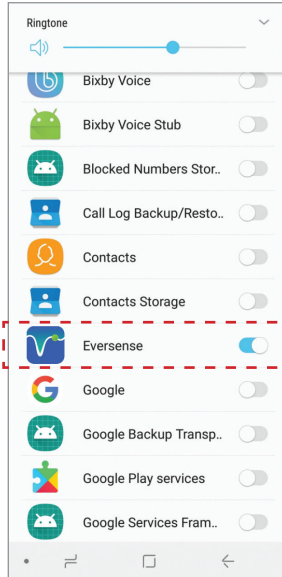 Ringtone
Bixby Voice
Bixby Voice Stub
Blocked Numbers Stor..
Call Log Backup/Resto..
Contacts
Contacts Storage
Eversense
Google
Google Backup Transp..
Google Play services
Google Services Fram..